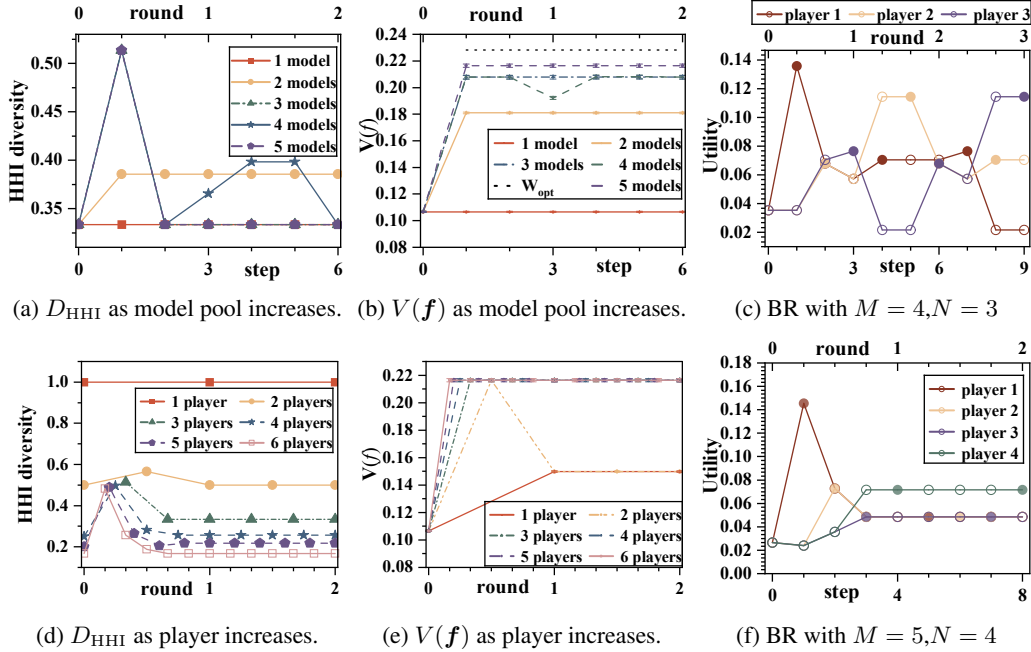 0 round 1 2
HHI diversity
0.50
0.45
0.40
0.35
1 model
2 models
3 models
4 models
5 models
0 3 step 6
(a) D_HHI as model pool increases.
0 round 1 2
V(f)
0.24
0.22
0.20
0.18
0.16
0.14
0.12
0.10
0.08
1 model 2 models
3 models 4 models
W_opt 5 models
0 3 step 6
(b) V(f) as model pool increases.
player 1 player 2 player 3
0 1 round 2 3
Utility
0.14
0.12
0.10
0.08
0.06
0.04
0.02
0 3 step 6 9
(c) BR with M = 4,N = 3
HHI diversity
1.0
0.8
0.6
0.4
0.2
1 player 2 players
3 players 4 players
5 players 6 players
0 round 1 2
(d) D_HHI as player increases.
V(f)
0.22
0.20
0.18
0.16
0.14
0.12
0.10
0.08
1 player 2 players
3 players 4 players
5 players 6 players
0 round 1 2
(e) V(f) as player increases.
0 round 1 2
Utility
0.18
0.16
0.14
0.12
0.10
0.08
0.06
0.04
0.02
0.00
player 1
player 2
player 3
player 4
0 step 4 8
(f) BR with M = 5,N = 4